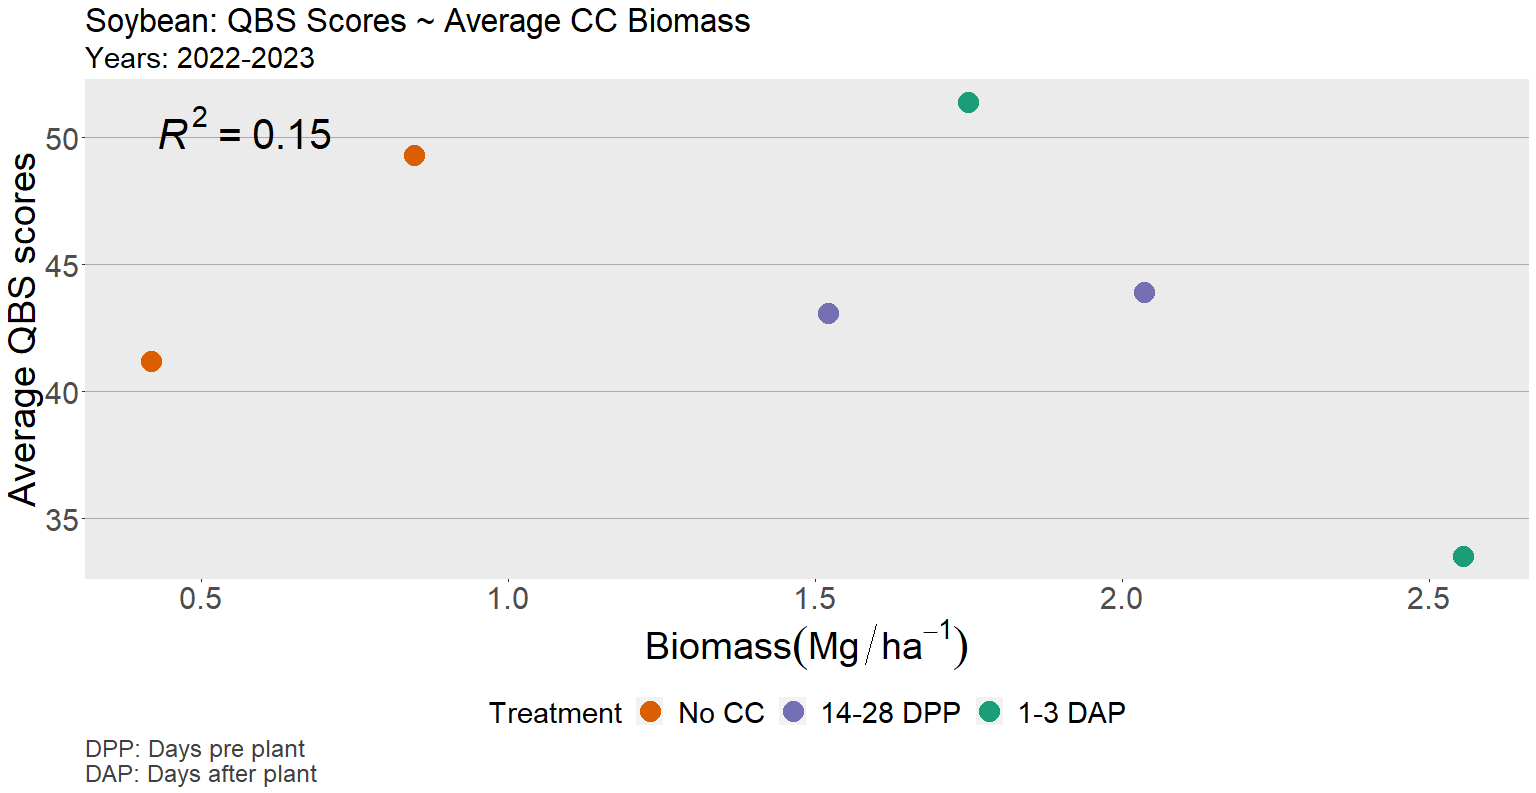 Soybean: QBS Scores ~ Average CC Biomass
Years: 2022-2023
R² = 0.15
Average QBS scores
50
45
40
35
0.5 1.0 1.5 2.0 2.5
Biomass(Mg/ha⁻¹)
Treatment No CC 14-28 DPP 1-3 DAP
DPP: Days pre plant
DAP: Days after plant